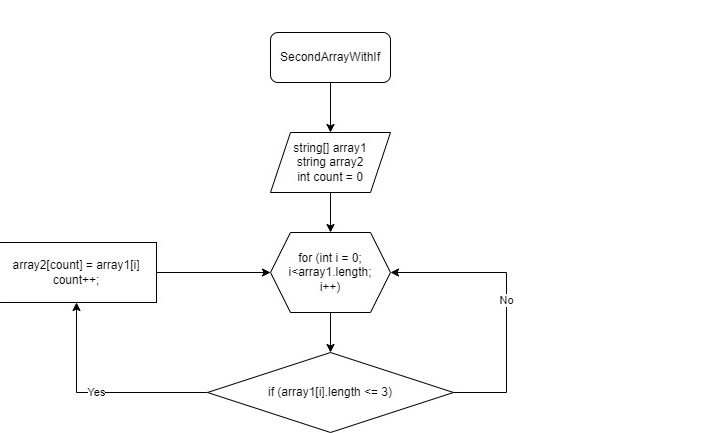 SecondArrayWithIf
string[] array1
string array2
int count = 0
for (int i = 0;
i<array1.length;
i++)
array2[count] = array1[i]
count++;
No
if (array1[i].length <= 3)
Yes